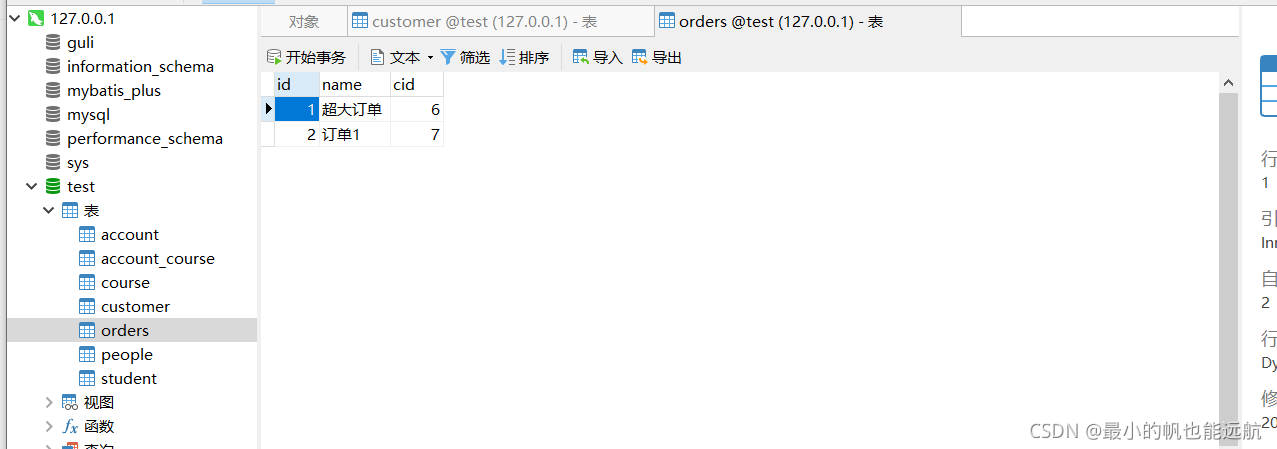 127.0.0.1
guli
information_schema
mybatis_plus
mysql
performance_schema
sys
test
表
account
account_course
course
customer
orders
people
student
视图
函数
查询
对象
customer @test (127.0.0.1) - 表
orders @test (127.0.0.1) - 表
开始事务 文本 筛选 排序 导入 导出
id name cid
1 超大订单 6
2 订单1 7
行
1
引
Inn
自
2
行
Dy
修
20
CSDN @最小的帆也能远航